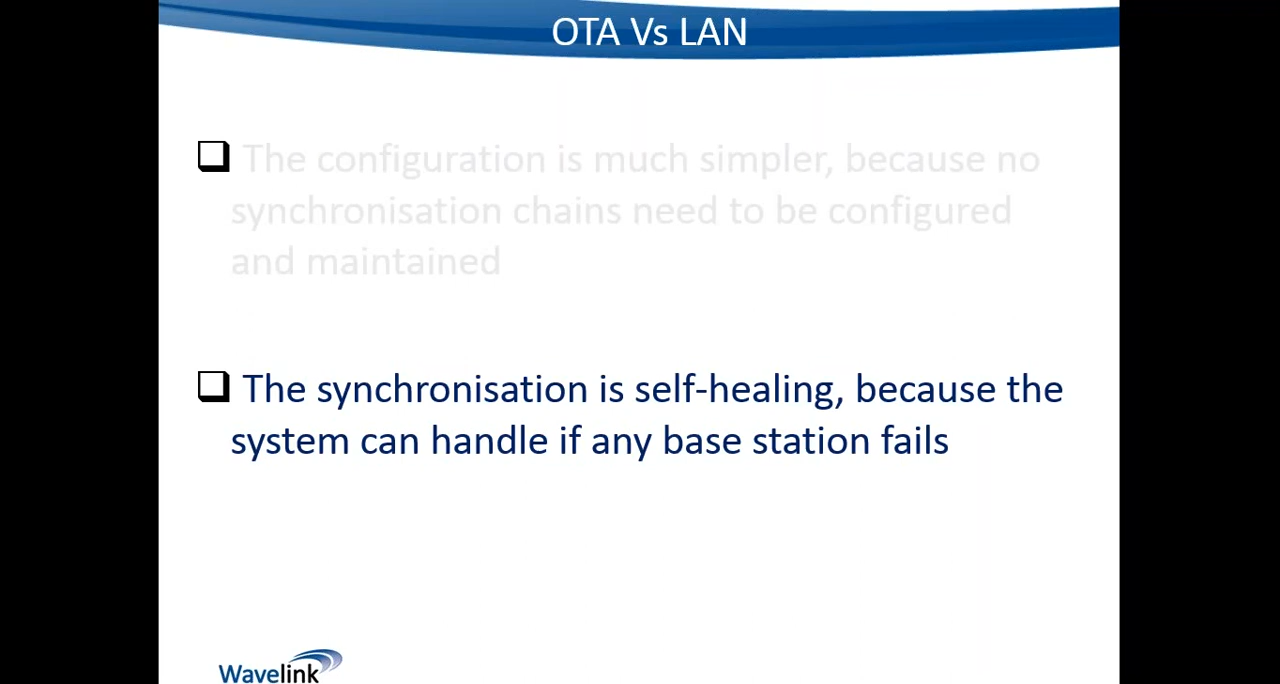 OTA Vs LAN
The configuration is much simpler, because no
synchronisation chains need to be configured
and maintained
The synchronisation is self-healing, because the
system can handle if any base station fails
Wavelink